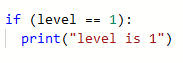 if (level == 1):
  print("level is 1")